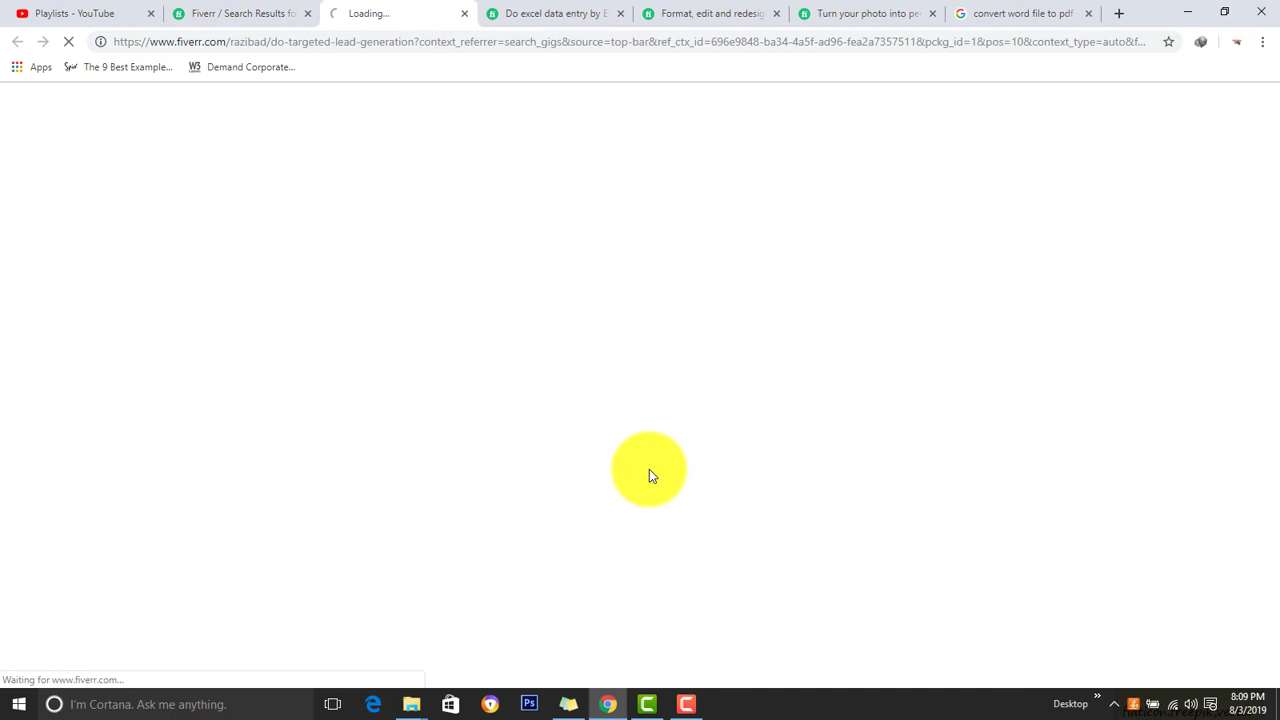 Playlists - YouTube
Fiverr / Search Results fo
Loading...
Do excel data entry by E
Format, edit and redesig
Turn your photo into per
convert word file to pdf
https://www.fiverr.com/razibad/do-targeted-lead-generation?context_referrer=search_gigs&source=top-bar&ref_ctx_id=696e9848-ba34-4a5f-ad96-fea2a7357511&pckg_id=1&pos=10&context_type=auto&f...
Apps
The 9 Best Example...
W3
Demand Corporate...
Waiting for www.fiverr.com...
I'm Cortana. Ask me anything.
Ps
Desktop
8:09 PM
8/3/2019